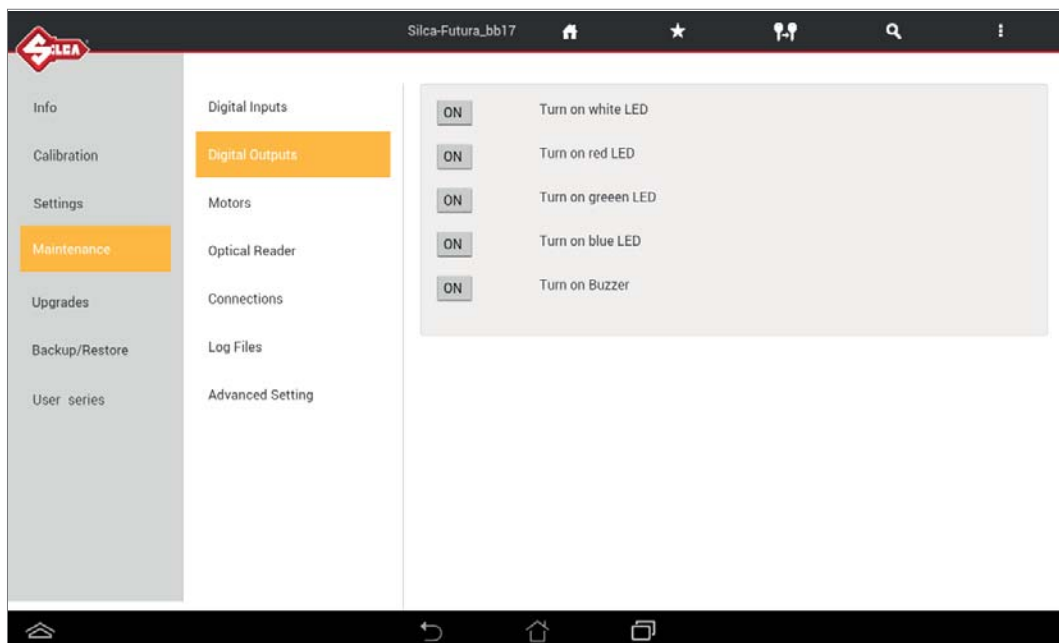 Silca-Futura_bb17
SILCA
Info
Calibration
Settings
Maintenance
Upgrades
Backup/Restore
User series
Digital Inputs
Digital Outputs
Motors
Optical Reader
Connections
Log Files
Advanced Setting
ON Turn on white LED
ON Turn on red LED
ON Turn on greeen LED
ON Turn on blue LED
ON Turn on Buzzer